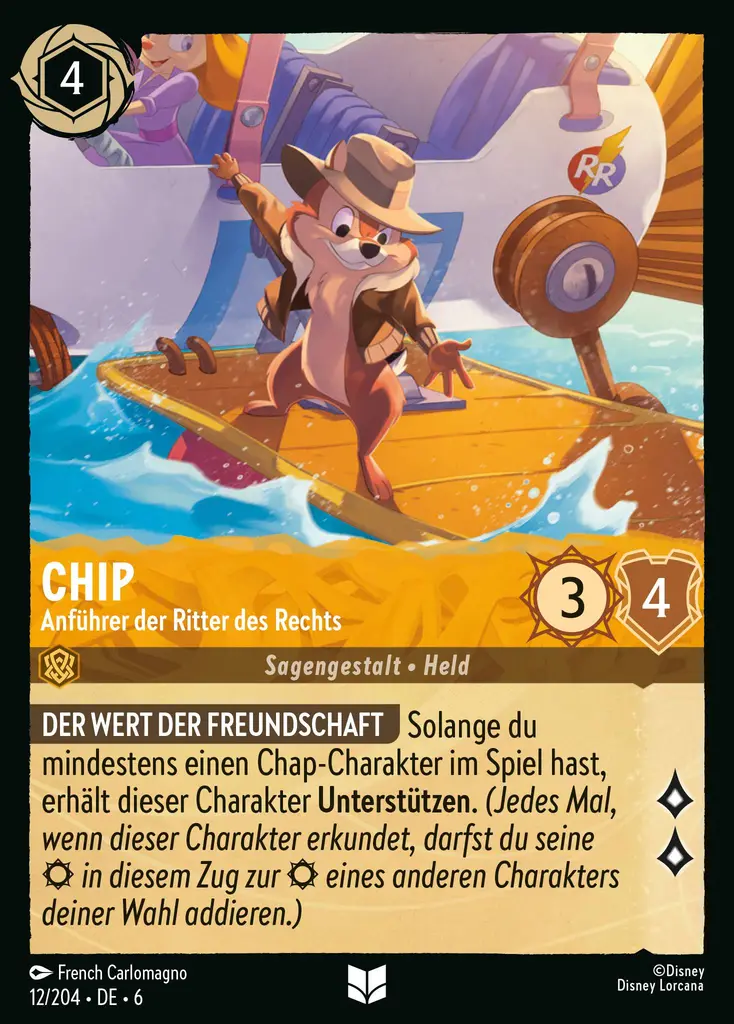 4
RR
CHIP
Anführer der Ritter des Rechts
3
4
Sagengestalt • Held
DER WERT DER FREUNDSCHAFT Solange du
mindestens einen Chap-Charakter im Spiel hast,
erhält dieser Charakter Unterstützen. (Jedes Mal,
wenn dieser Charakter erkundet, darfst du seine
in diesem Zug zur eines anderen Charakters
deiner Wahl addieren.)
French Carlomagno
12/204 • DE • 6
©Disney
Disney Lorcana